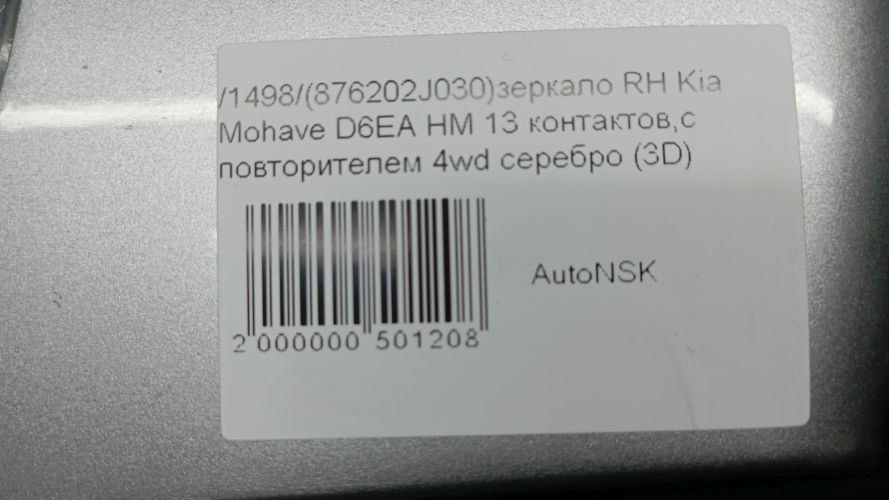 /1498/(876202J030)зеркало RH Kia
Mohave D6EA HM 13 контактов,с
повторителем 4wd серебро (3D)
AutoNSK
2 000000 501208